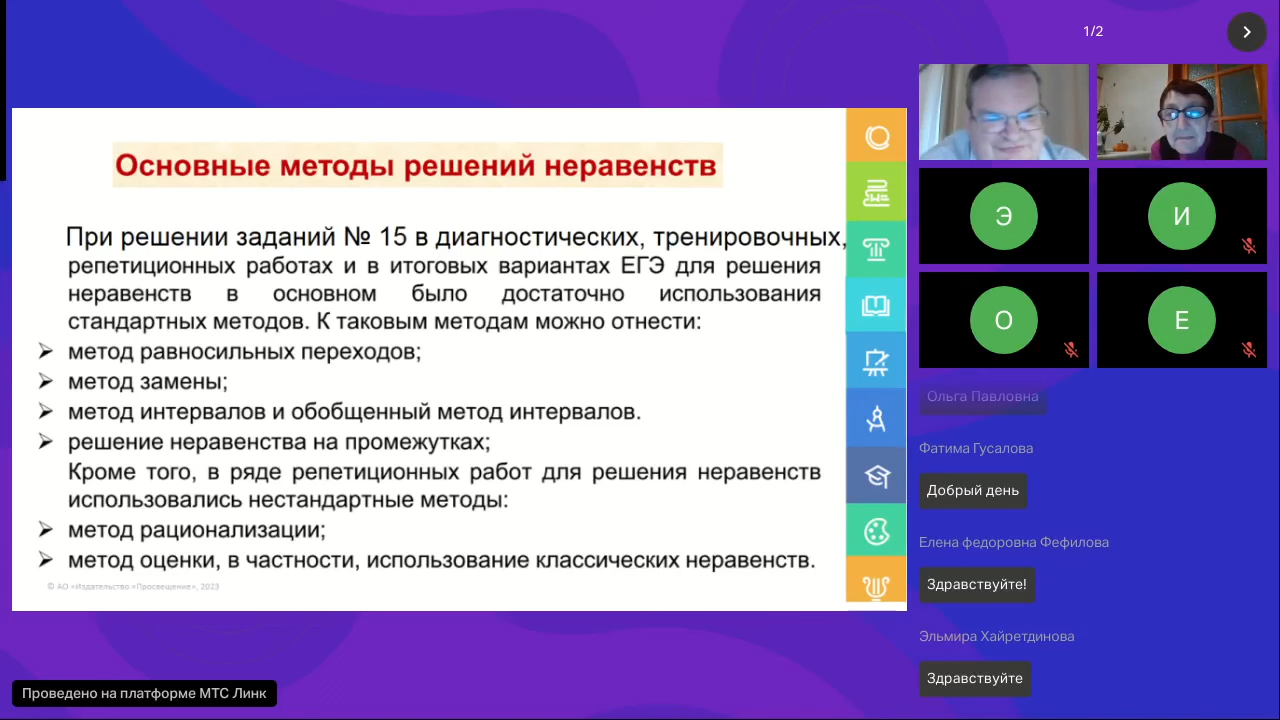 Основные методы решений неравенств
При решении заданий № 15 в диагностических, тренировочных,
репетиционных работах и в итоговых вариантах ЕГЭ для решения
неравенств в основном было достаточно использования
стандартных методов. К таковым методам можно отнести:
➢ метод равносильных переходов;
➢ метод замены;
➢ метод интервалов и обобщенный метод интервалов.
➢ решение неравенства на промежутках;
Кроме того, в ряде репетиционных работ для решения неравенств
использовались нестандартные методы:
➢ метод рационализации;
➢ метод оценки, в частности, использование классических неравенств.
© АО «Издательство «Просвещение», 2023
Проведено на платформе МТС Линк
1/2
Э
И
О
Е
Ольга Павловна
Фатима Гусалова
Добрый день
Елена федоровна Фефилова
Здравствуйте!
Эльмира Хайретдинова
Здравствуйте